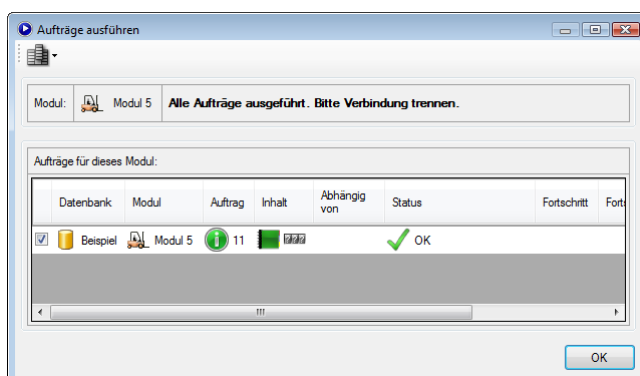 Aufträge ausführen
Modul: Modul 5 Alle Aufträge ausgeführt. Bitte Verbindung trennen.
Aufträge für dieses Modul:
Datenbank Modul Auftrag Inhalt Abhängig von Status Fortschritt Forts
Beispiel Modul 5 11 OK
OK